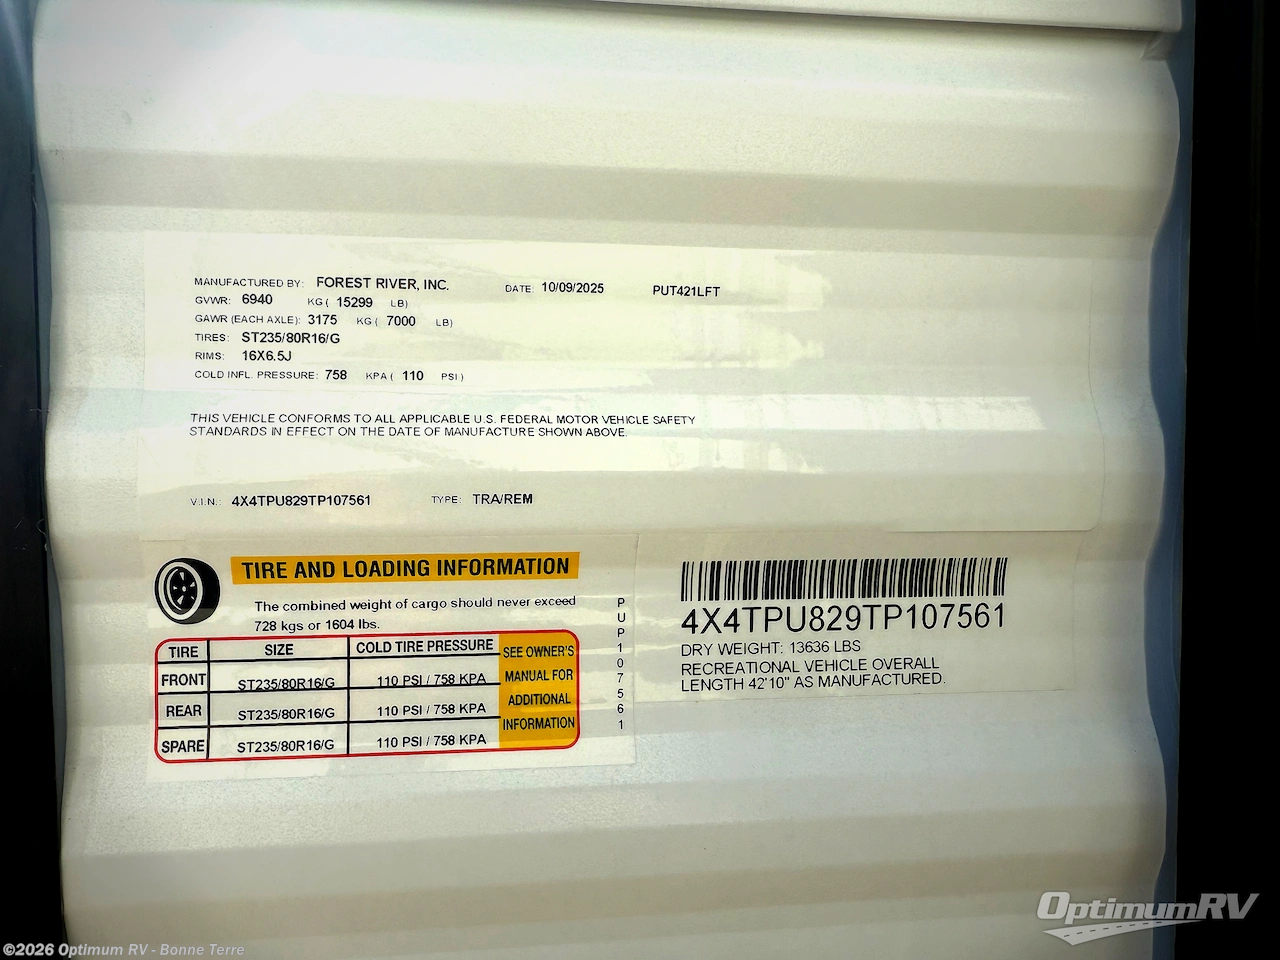 MANUFACTURED BY: FOREST RIVER, INC. DATE: 10/09/2025 PUT421LFT
GVWR: 6940 KG( 15299 LB)
GAWR (EACH AXLE): 3175 KG( 7000 LB)
TIRES: ST235/80R16/G
RIMS: 16X6.5J
COLD INFL. PRESSURE: 758 KPA( 110 PSI)
THIS VEHICLE CONFORMS TO ALL APPLICABLE U.S. FEDERAL MOTOR VEHICLE SAFETY
STANDARDS IN EFFECT ON THE DATE OF MANUFACTURE SHOWN ABOVE.
V.I.N.: 4X4TPU829TP107561 TYPE: TRA/REM
TIRE AND LOADING INFORMATION
The combined weight of cargo should never exceed
728 kgs or 1604 lbs.
TIRE SIZE COLD TIRE PRESSURE
FRONT ST235/80R16/G 110 PSI / 758 KPA
REAR ST235/80R16/G 110 PSI / 758 KPA
SPARE ST235/80R16/G 110 PSI / 758 KPA
SEE OWNER'S
MANUAL FOR
ADDITIONAL
INFORMATION
PUP107561
4X4TPU829TP107561
DRY WEIGHT: 13636 LBS
RECREATIONAL VEHICLE OVERALL
LENGTH 42'10" AS MANUFACTURED.
OptimumRV
©2026 Optimum RV - Bonne Terre